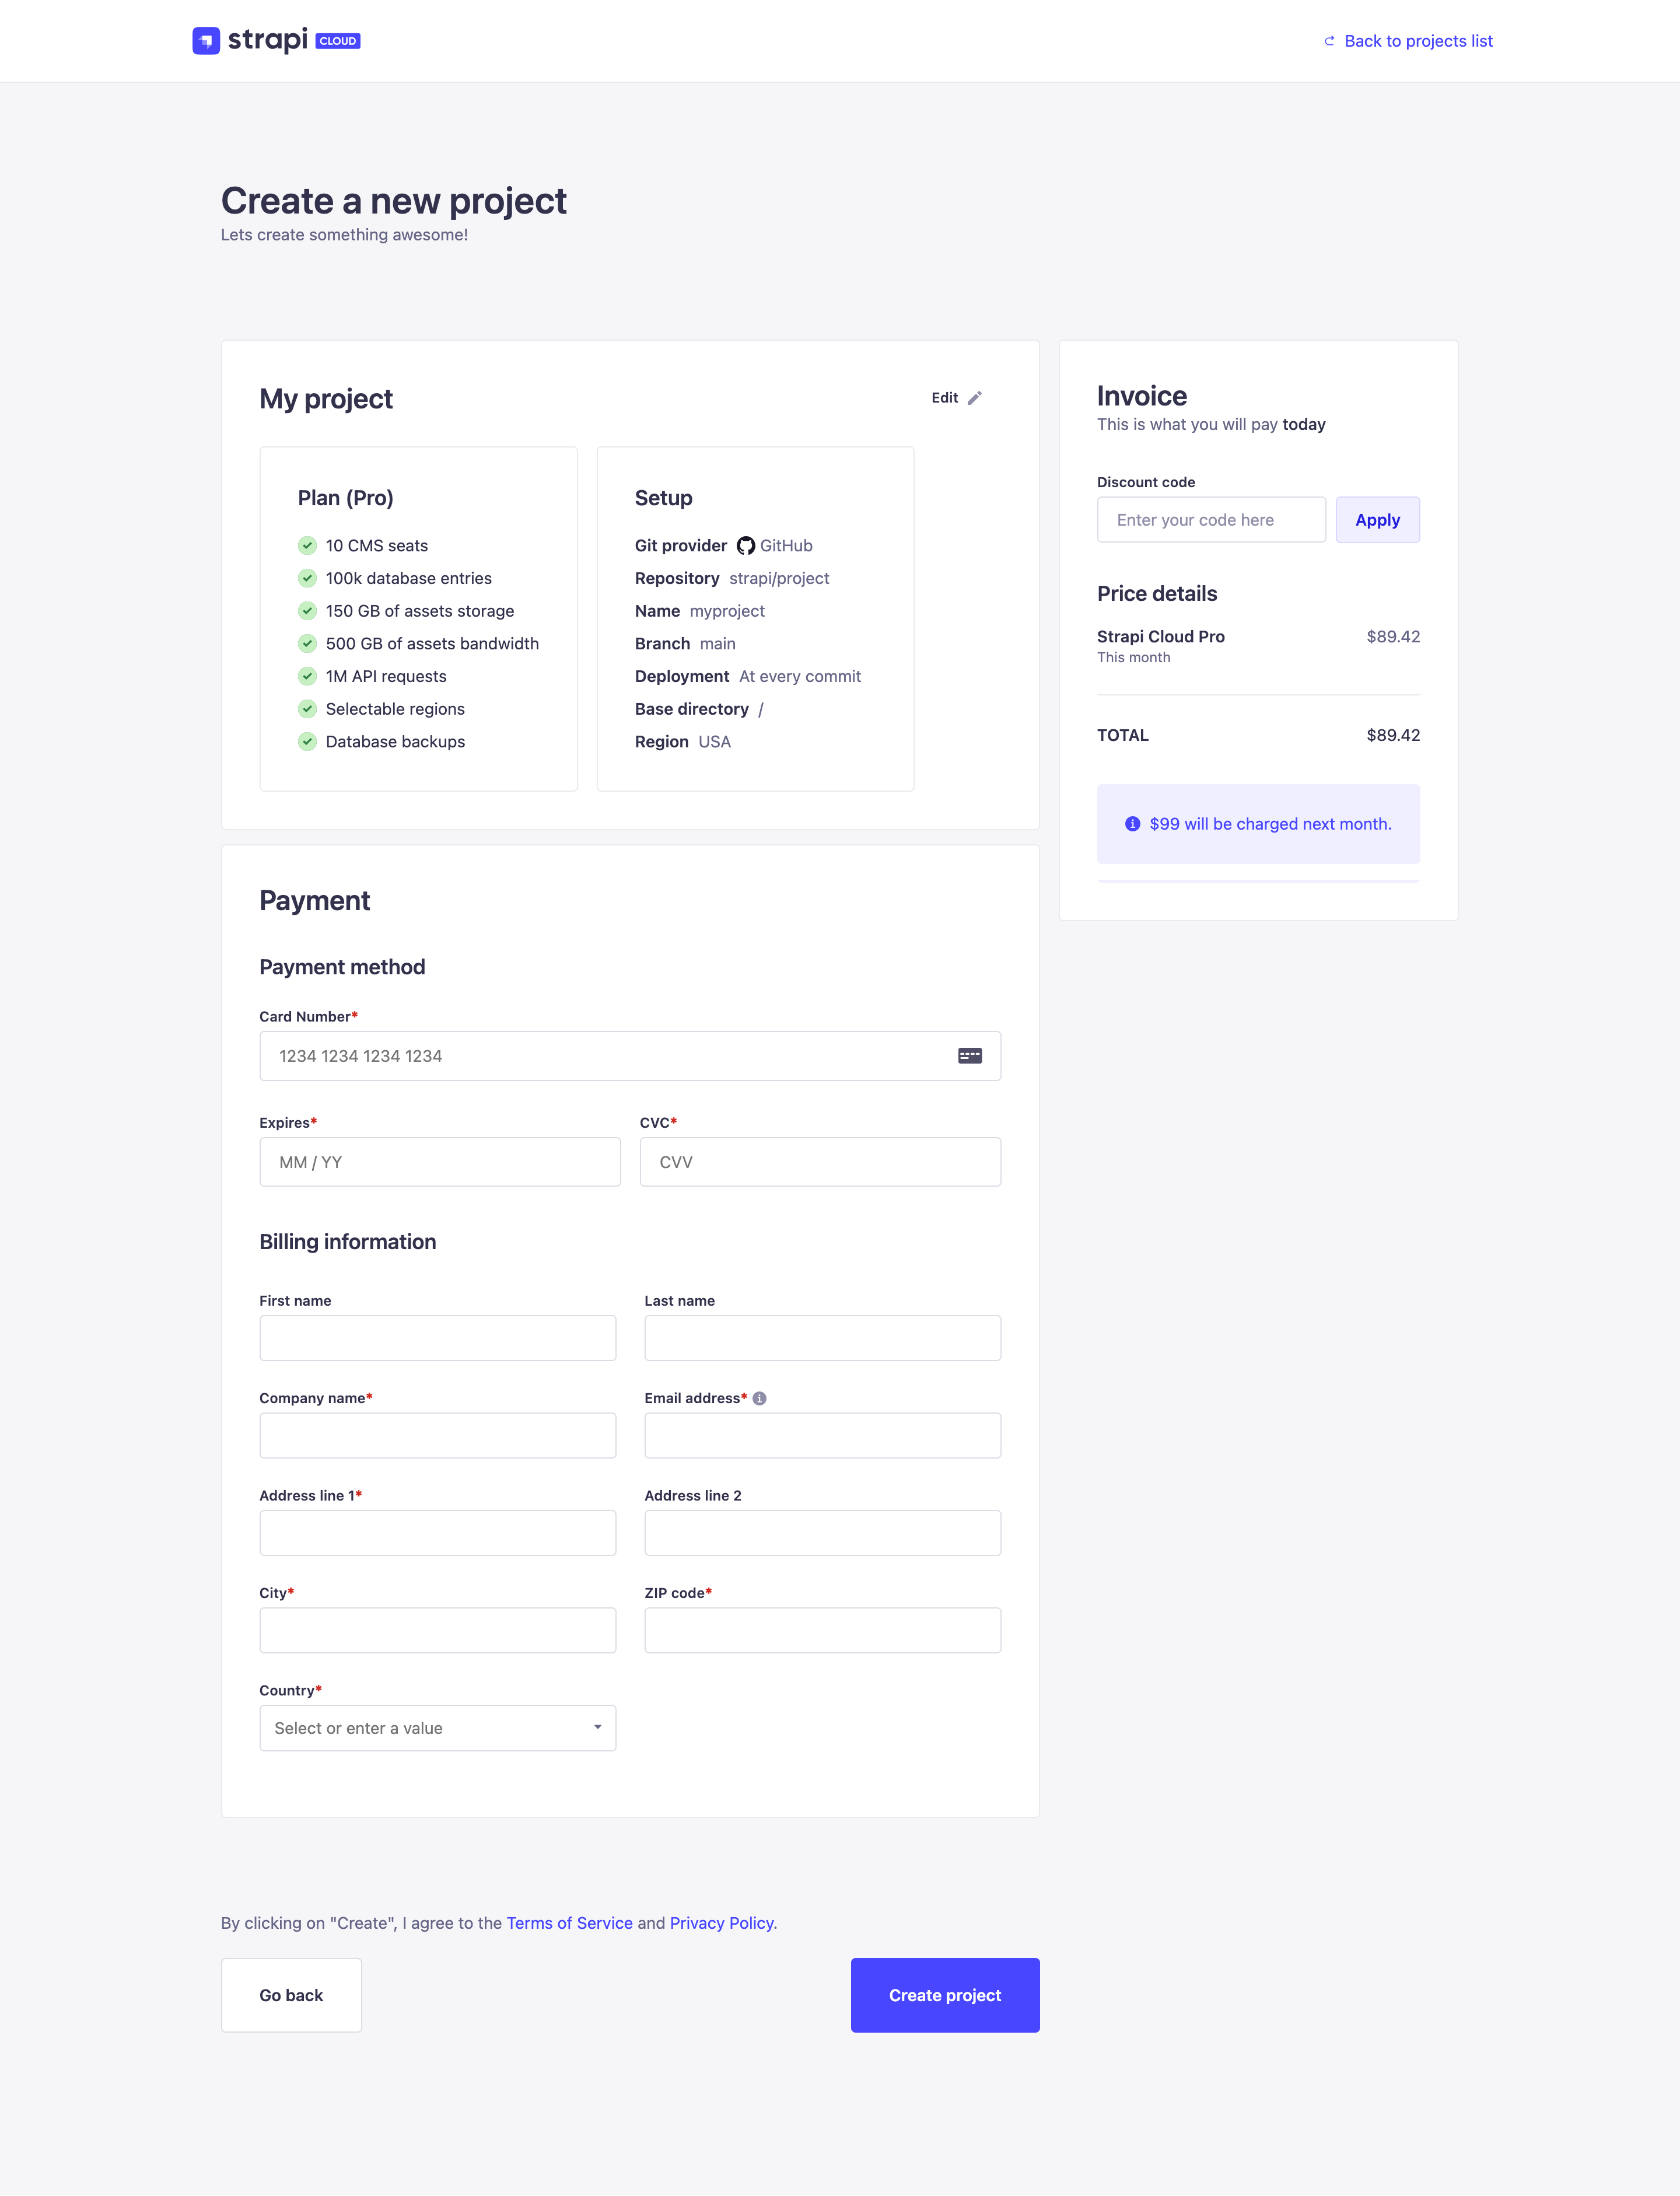 strapi CLOUD
Back to projects list
Create a new project
Lets create something awesome!
My project
Edit
Plan (Pro)
10 CMS seats
100k database entries
150 GB of assets storage
500 GB of assets bandwidth
1M API requests
Selectable regions
Database backups
Setup
Git provider GitHub
Repository strapi/project
Name myproject
Branch main
Deployment At every commit
Base directory /
Region USA
Invoice
This is what you will pay today
Discount code
Enter your code here
Apply
Price details
Strapi Cloud Pro $89.42
This month
TOTAL $89.42
$99 will be charged next month.
Payment
Payment method
Card Number*
1234 1234 1234 1234
Expires* CVC*
MM / YY CVV
Billing information
First name Last name
Company name* Email address*
Address line 1* Address line 2
City* ZIP code*
Country*
Select or enter a value
By clicking on "Create", I agree to the Terms of Service and Privacy Policy.
Go back
Create project